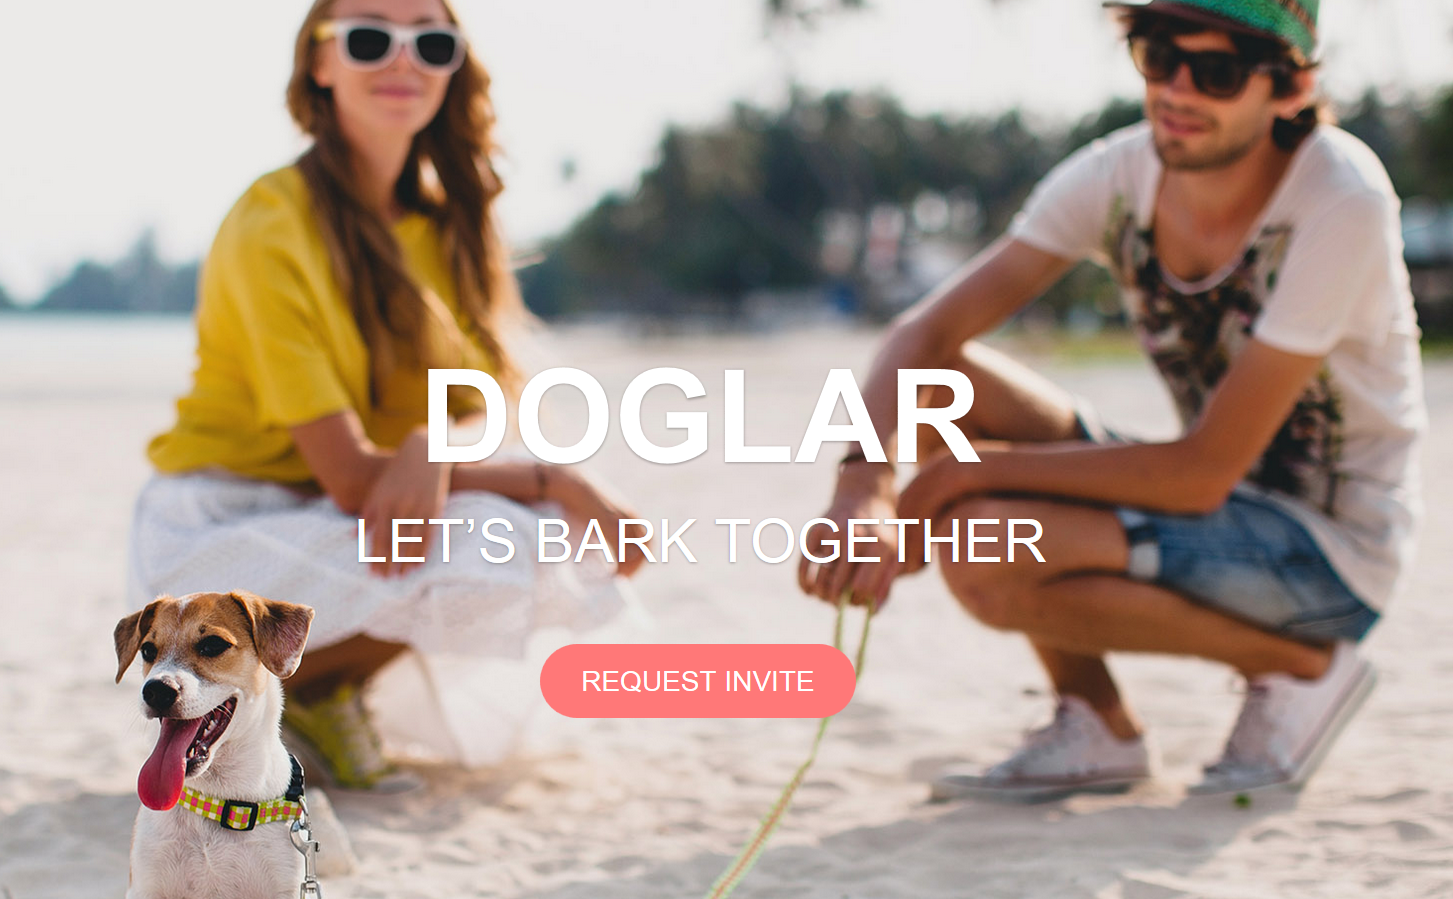 DOGLAR
LET’S BARK TOGETHER
REQUEST INVITE